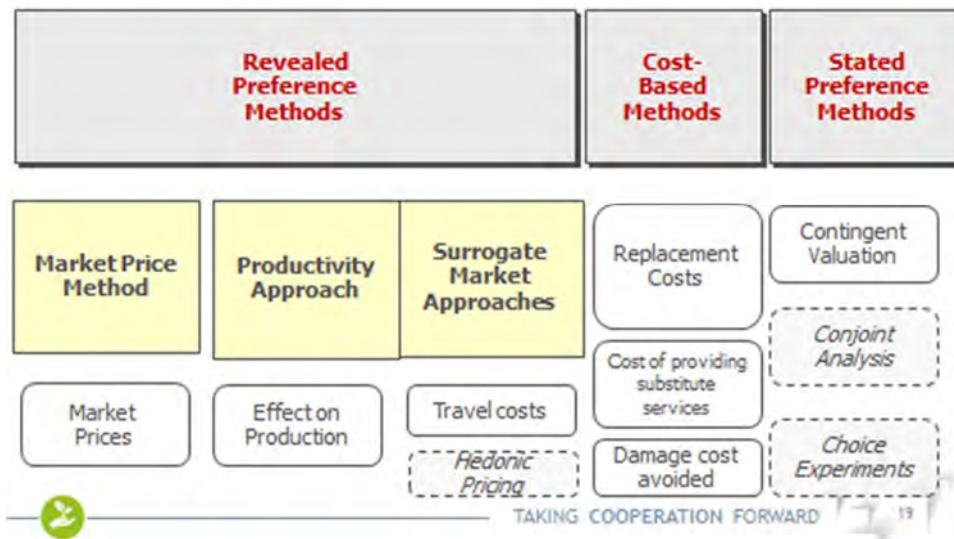 Revealed
Preference
Methods
Cost-
Based
Methods
Stated
Preference
Methods
Market Price
Method
Productivity
Approach
Surrogate
Market
Approaches
Replacement
Costs
Contingent
Valuation
Conjoint
Analysis
Cost of providing
substitute
services
Market
Prices
Effect on
Production
Travel costs
Hedonic
Pricing
Damage cost
avoided
Choice
Experiments
TAKING COOPERATION FORWARD
19